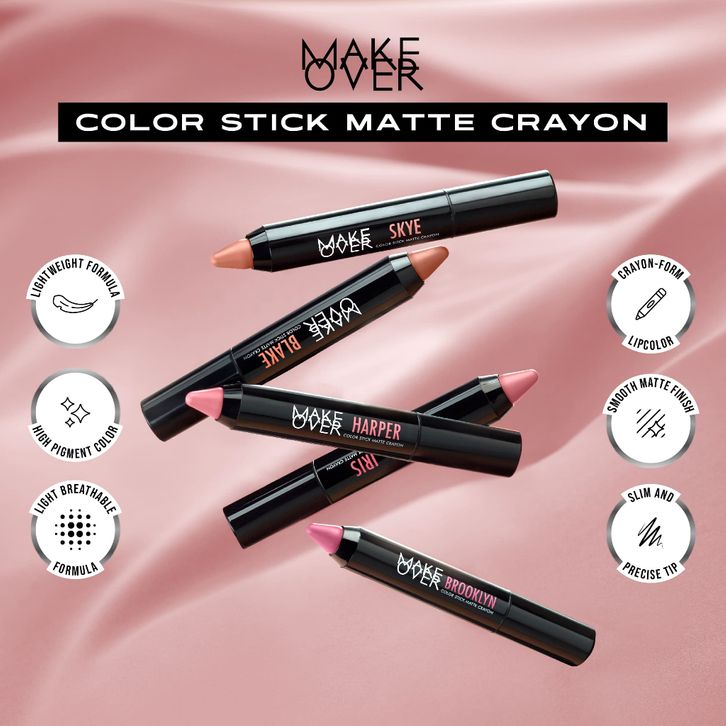 MAKE
OVER
COLOR STICK MATTE CRAYON
MAKE
OVER
SKYE
COLOR STICK MATTE CRAYON
MAKE
OVER
BLAKE
COLOR STICK MATTE CRAYON
MAKE
OVER
HARPER
COLOR STICK MATTE CRAYON
IRIS
MATTE CRAYON
MAKE
OVER
BROOKLYN
COLOR STICK MATTE CRAYON
LIGHTWEIGHT FORMULA
HIGH PIGMENT COLOR
LIGHT BREATHABLE
FORMULA
CRAYON-FORM
LIPCOLOR
SMOOTH MATTE FINISH
SLIM AND
PRECISE TIP